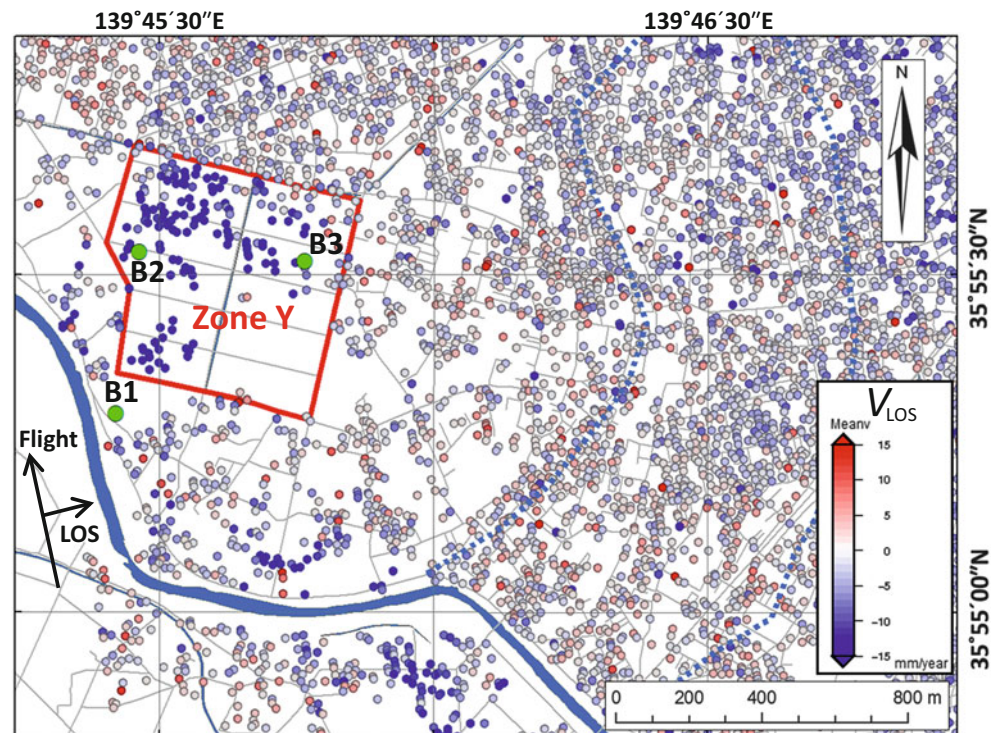 139˚45´30″E
139˚46´30″E
N
35˚55´30″N
B3
B2
Zone Y
B1
V LOS
Meanv
15
10
5
0
−5
−10
−15
mm/year
Flight
LOS
35˚55´00″N
0 200 400 800 m